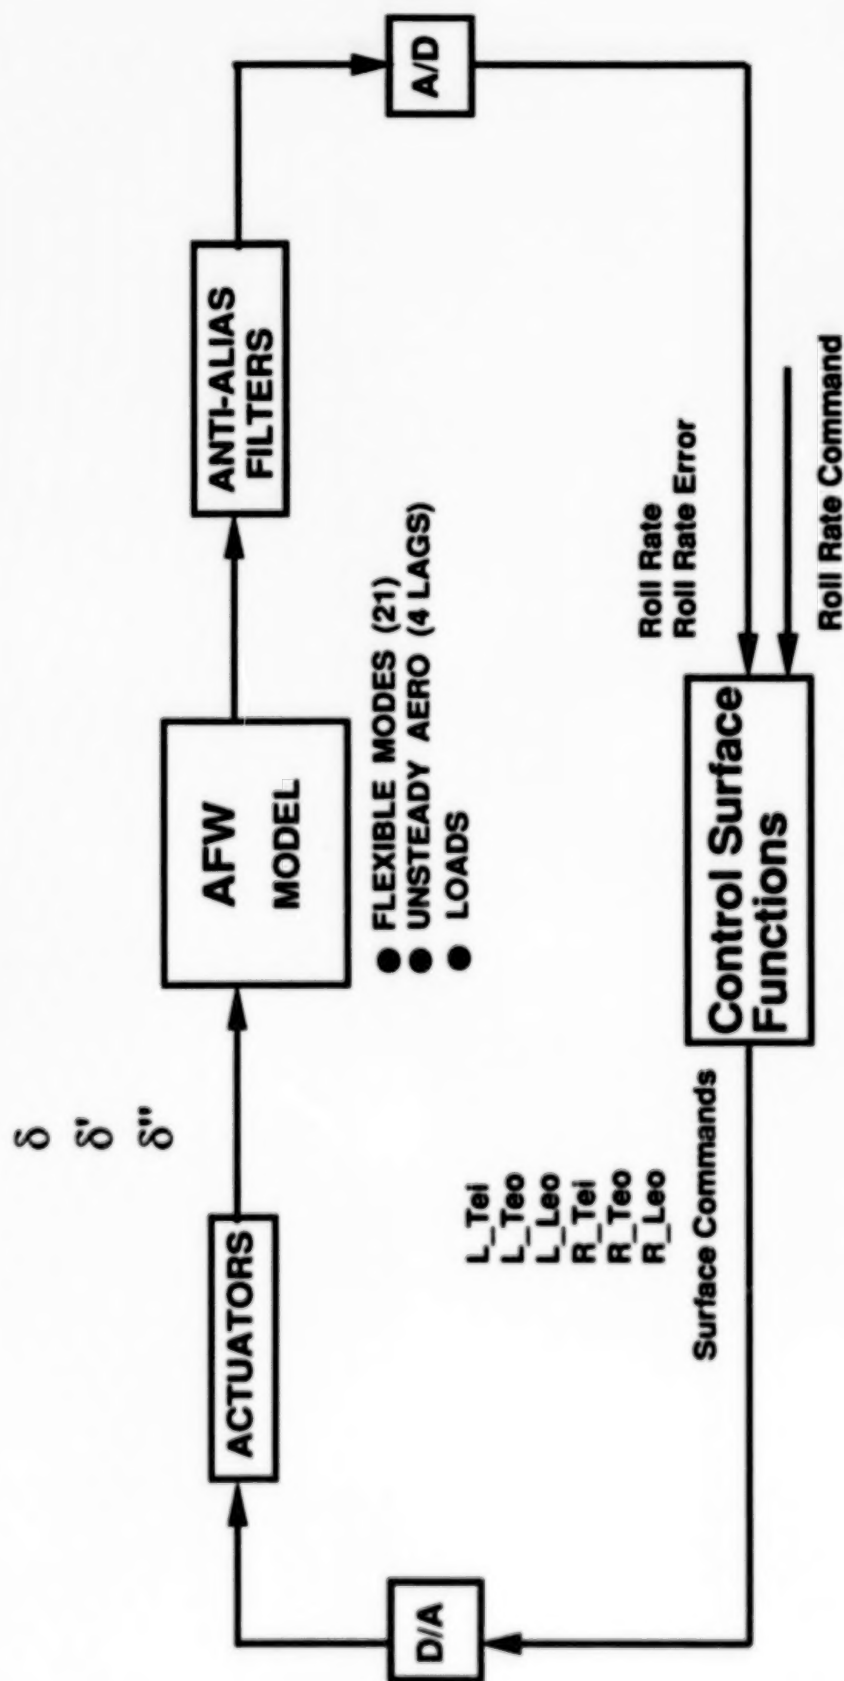 δ
δ'
δ''
ACTUATORS
AFW
MODEL
ANTI-ALIAS
FILTERS
● FLEXIBLE MODES (21)
● UNSTEADY AERO (4 LAGS)
● LOADS
D/A
A/D
L_Tei
L_Teo
L_Leo
R_Tei
R_Teo
R_Leo
Surface Commands
Control Surface
Functions
Roll Rate
Roll Rate Error
Roll Rate Command